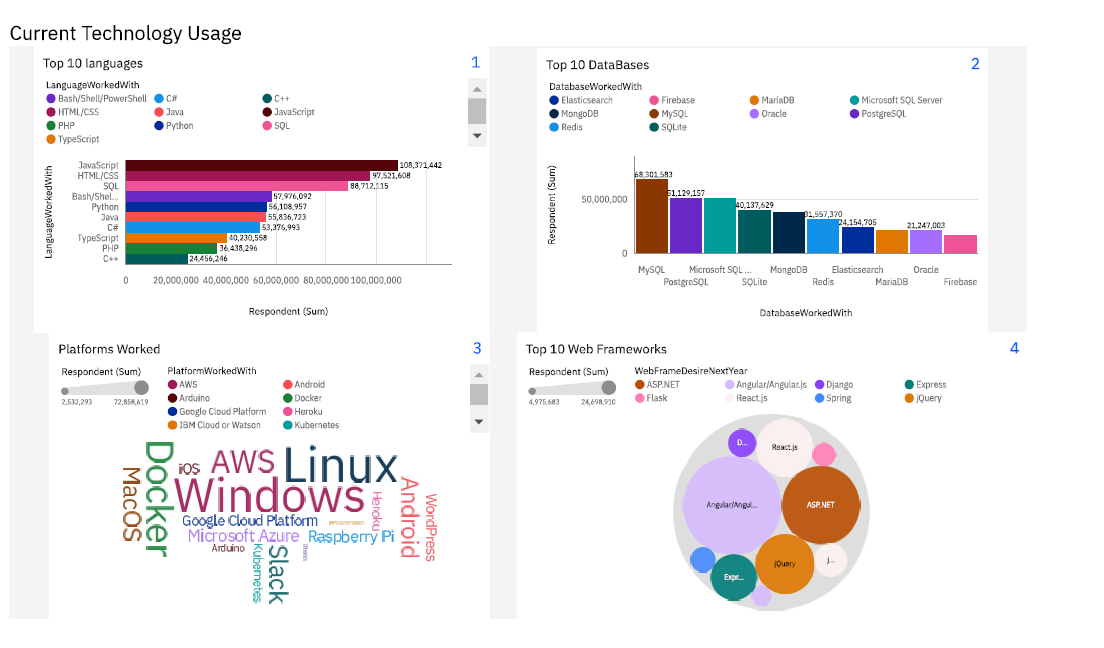 Current Technology Usage
Top 10 languages
1
LanguageWorkedWith
Bash/Shell/PowerShell C# C++
HTML/CSS Java JavaScript
PHP Python SQL
TypeScript
LanguageWorkedWith
JavaScript 108,371,442
HTML/CSS 97,521,608
SQL 88,712,115
Bash/Shel... 57,976,092
Python 56,108,957
Java 55,836,723
C# 53,376,993
TypeScript 40,230,558
PHP 36,438,296
C++ 24,456,246
0 20,000,000 40,000,000 60,000,000 80,000,000 100,000,000
Respondent (Sum)
Top 10 DataBases
2
DatabaseWorkedWith
Elasticsearch Firebase MariaDB Microsoft SQL Server
MongoDB MySQL Oracle PostgreSQL
Redis SQLite
Respondent (Sum)
50,000,000
0
68,301,583
51,129,157
40,137,629
31,557,370
24,154,705
21,247,003
MySQL Microsoft SQL ... MongoDB Elasticsearch Oracle
PostgreSQL SQLite Redis MariaDB Firebase
DatabaseWorkedWith
Platforms Worked
3
Respondent (Sum)
2,532,293 72,858,619
PlatformWorkedWith
AWS Android
Arduino Docker
Google Cloud Platform Heroku
IBM Cloud or Watson Kubernetes
MacOS
Docker
iOS
AWS
Linux
Windows
Heroku
Android
WordPress
Google Cloud Platform
Microsoft Azure
Raspberry Pi
Arduino
Kubernetes
Slack
Top 10 Web Frameworks
4
Respondent (Sum)
4,975,683 24,698,910
WebFrameDesireNextYear
ASP.NET Angular/Angular.js Django Express
Flask React.js Spring jQuery
D...
React.js
Angular/Angul...
ASP.NET
Expr...
jQuery
j...